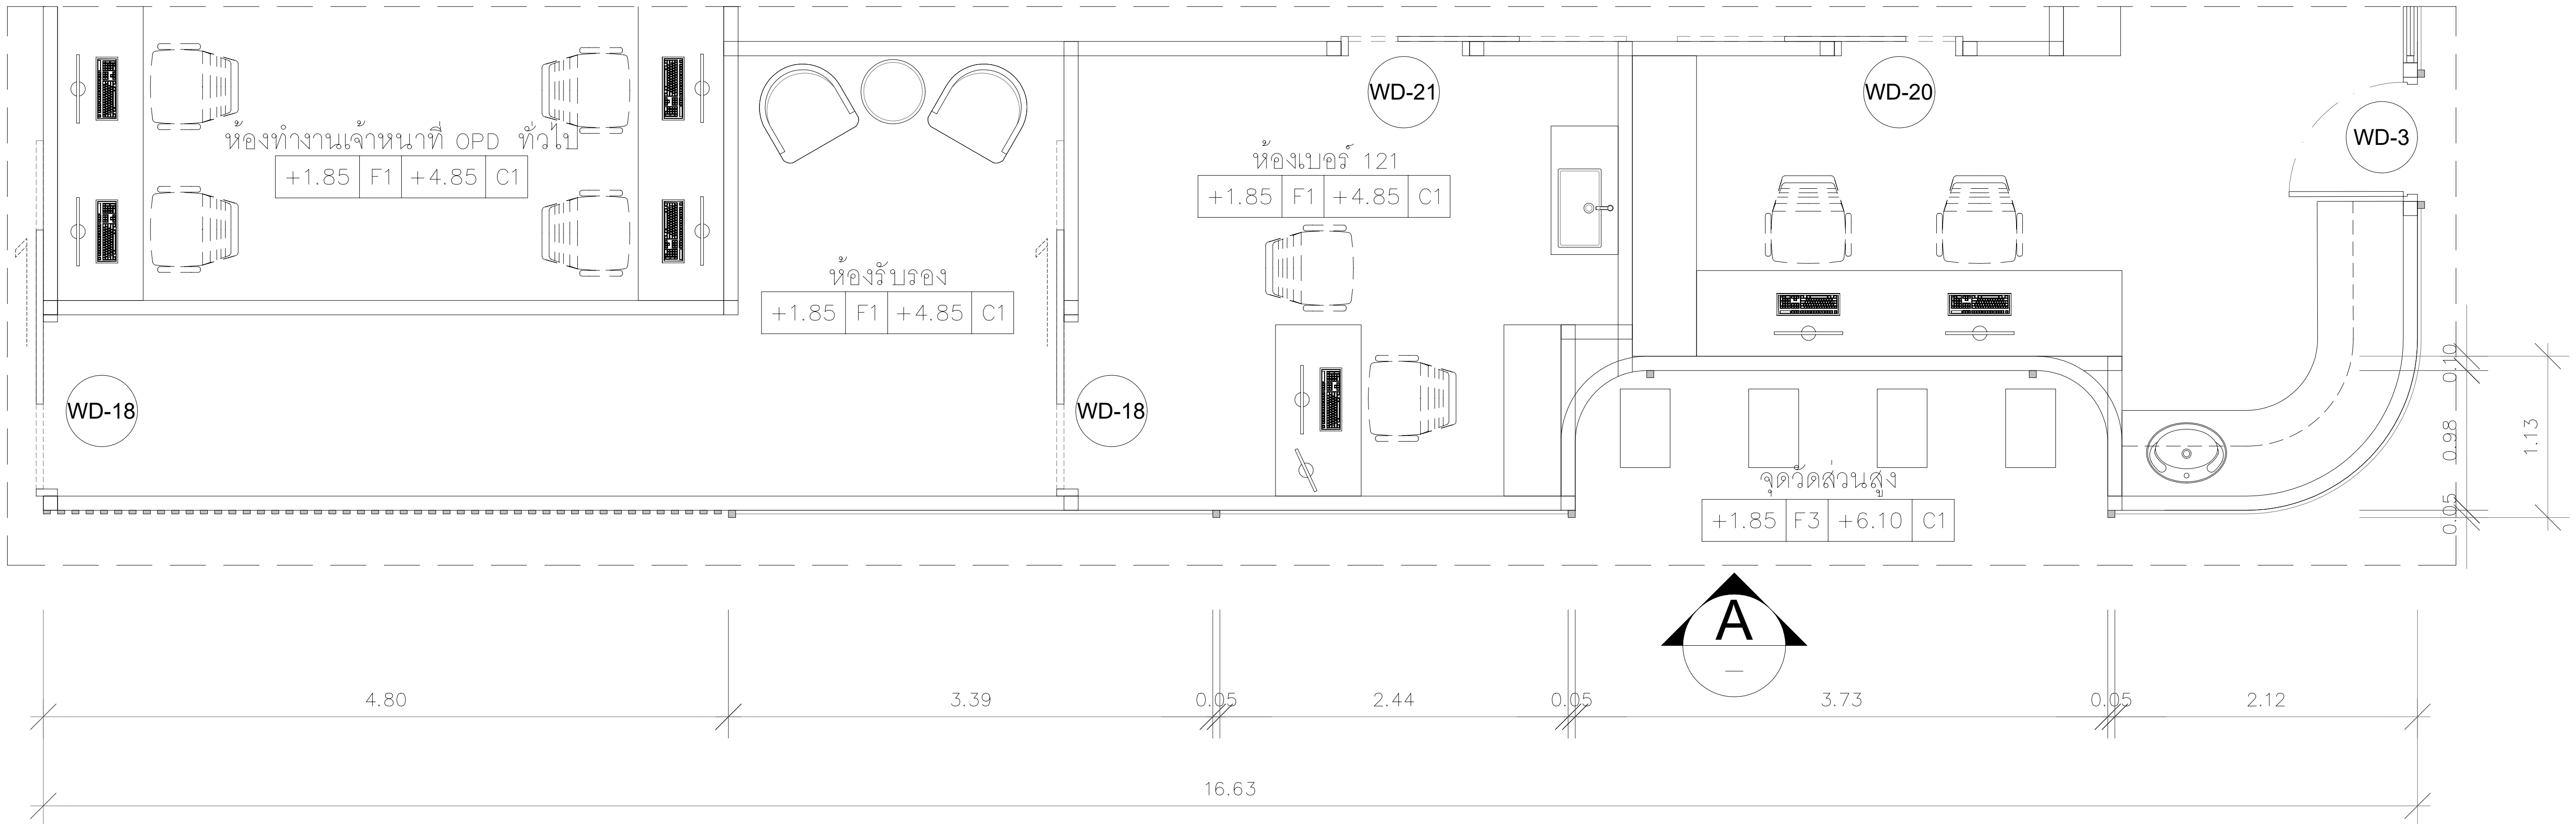 WD-21
WD-20
WD-3
ห้องทำงานเจ้าหน้าที่ OPD ทั่วไป
+1.85 F1 +4.85 C1
ห้องเบอร์ 121
+1.85 F1 +4.85 C1
ห้องรับรอง
+1.85 F1 +4.85 C1
WD-18
WD-18
จุดวัดส่วนสูง
+1.85 F3 +6.10 C1
0.10
0.98
0.05
1.13
A
–
4.80 3.39 0.05 2.44 0.05 3.73 0.05 2.12
16.63